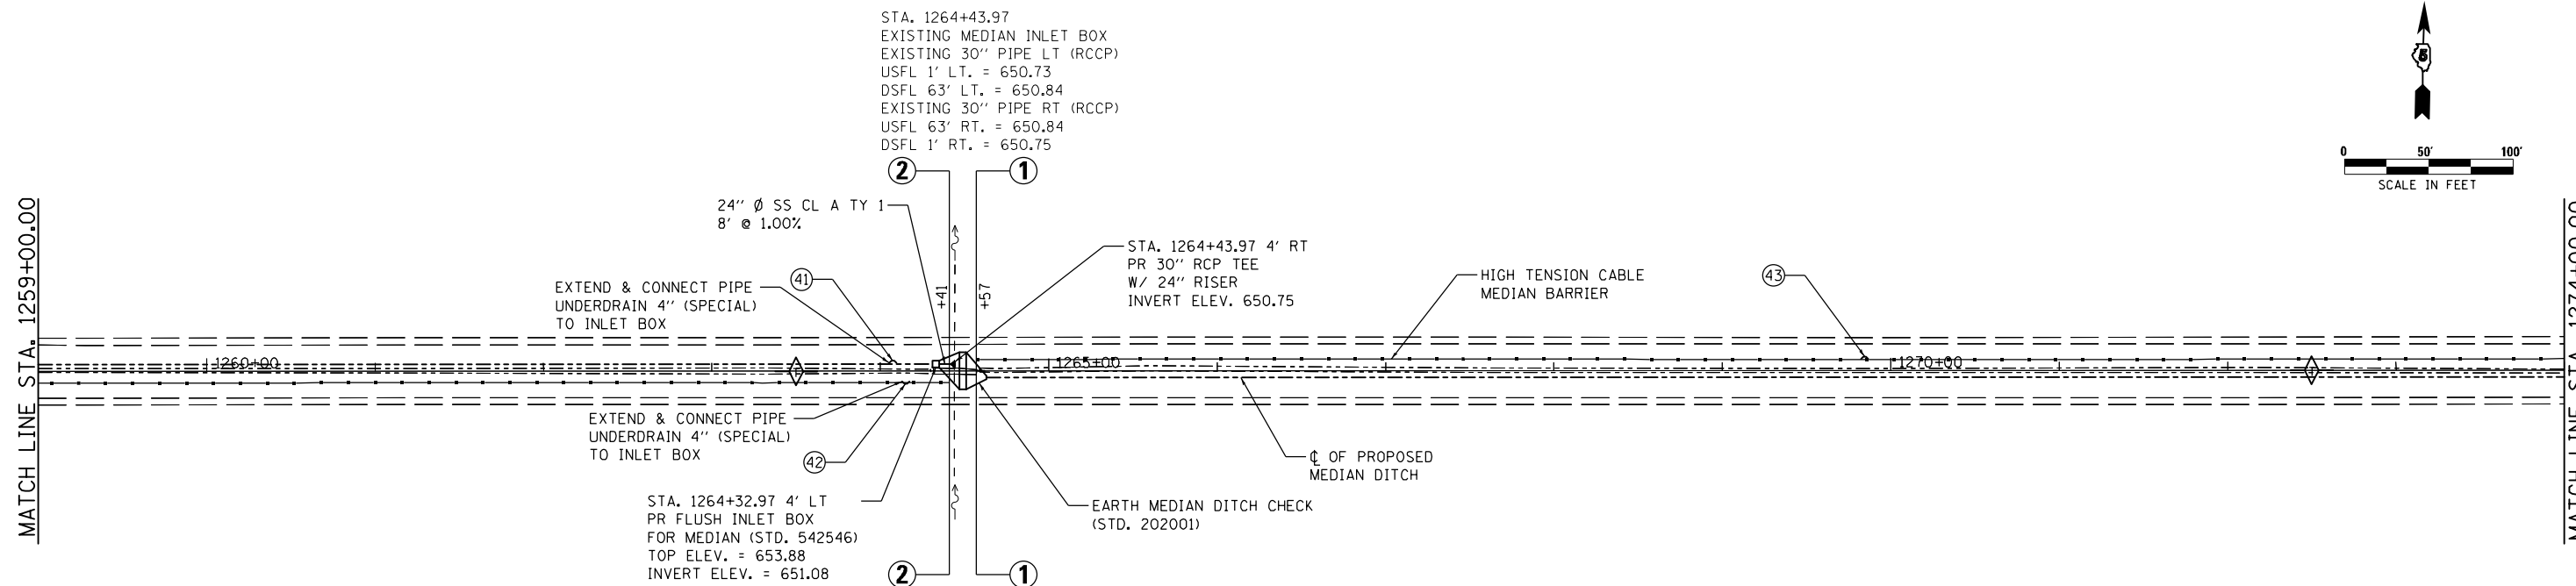 STA. 1264+43.97
EXISTING MEDIAN INLET BOX
EXISTING 30'' PIPE LT (RCCP)
USFL 1' LT. = 650.73
DSFL 63' LT. = 650.84
EXISTING 30'' PIPE RT (RCCP)
USFL 63' RT. = 650.84
DSFL 1' RT. = 650.75
5
0 50' 100'
SCALE IN FEET
2 1
24'' Ø SS CL A TY 1
8' @ 1.00%
STA. 1264+43.97 4' RT
PR 30'' RCP TEE
W/ 24'' RISER
INVERT ELEV. 650.75
41
EXTEND & CONNECT PIPE
UNDERDRAIN 4'' (SPECIAL)
TO INLET BOX
+41
+57
HIGH TENSION CABLE
MEDIAN BARRIER
43
MATCH LINE STA. 1259+00.00
1260+00
1265+00
1270+00
MATCH LINE STA. 1274+00.00
EXTEND & CONNECT PIPE
UNDERDRAIN 4'' (SPECIAL)
TO INLET BOX
42
℄ OF PROPOSED
MEDIAN DITCH
STA. 1264+32.97 4' LT
PR FLUSH INLET BOX
FOR MEDIAN (STD. 542546)
TOP ELEV. = 653.88
INVERT ELEV. = 651.08
EARTH MEDIAN DITCH CHECK
(STD. 202001)
2 1